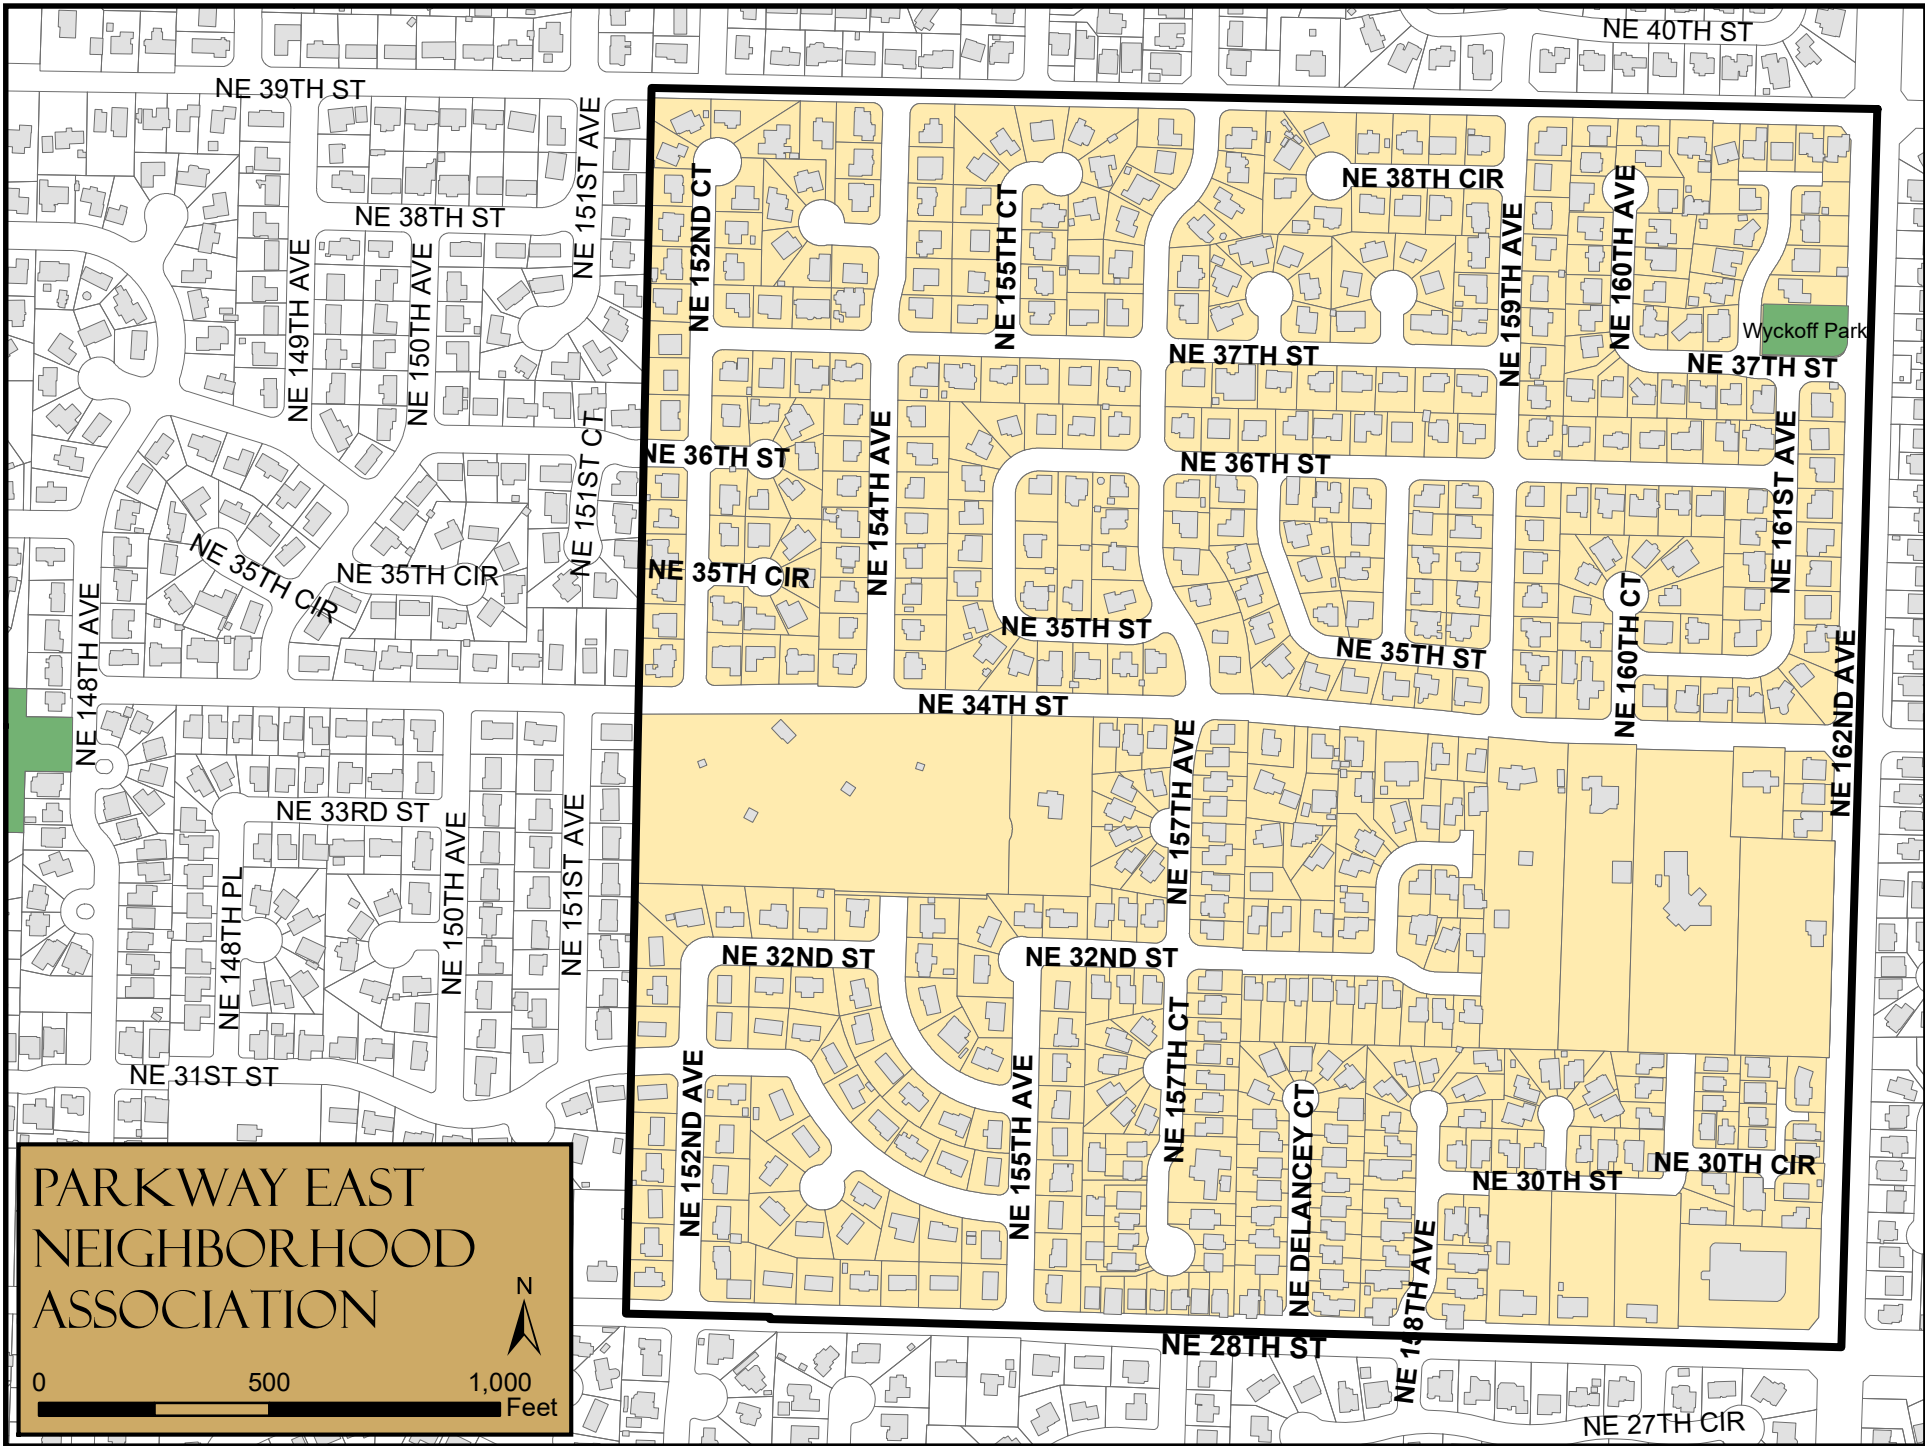 NE 40TH ST
NE 39TH ST
NE 151ST AVE
NE 38TH ST
NE 152ND CT
NE 155TH CT
NE 38TH CIR
NE 159TH AVE
NE 160TH AVE
NE 149TH AVE
NE 150TH AVE
Wyckoff Park
NE 37TH ST
NE 37TH ST
NE 151ST CT
NE 36TH ST
NE 154TH AVE
NE 36TH ST
NE 161ST AVE
NE 35TH CIR
NE 35TH CIR
NE 35TH CIR
NE 35TH ST
NE 35TH ST
NE 160TH CT
NE 148TH AVE
NE 162ND AVE
NE 34TH ST
NE 157TH AVE
NE 33RD ST
NE 148TH PL
NE 150TH AVE
NE 151ST AVE
NE 32ND ST
NE 32ND ST
NE 157TH CT
NE 31ST ST
NE 152ND AVE
NE 155TH AVE
NE DELANCEY CT
NE 30TH CIR
NE 30TH ST
NE 158TH AVE
NE 28TH ST
NE 27TH CIR
PARKWAY EAST
NEIGHBORHOOD
ASSOCIATION
N
0 500 1,000
Feet